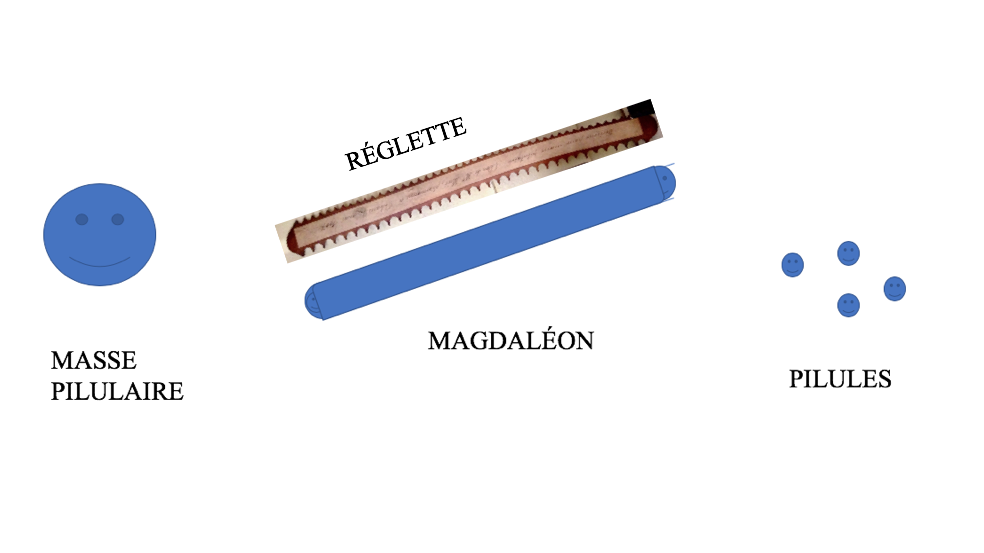 RÉGLETTE
MAGDALÉON
MASSE
PILULAIRE
PILULES